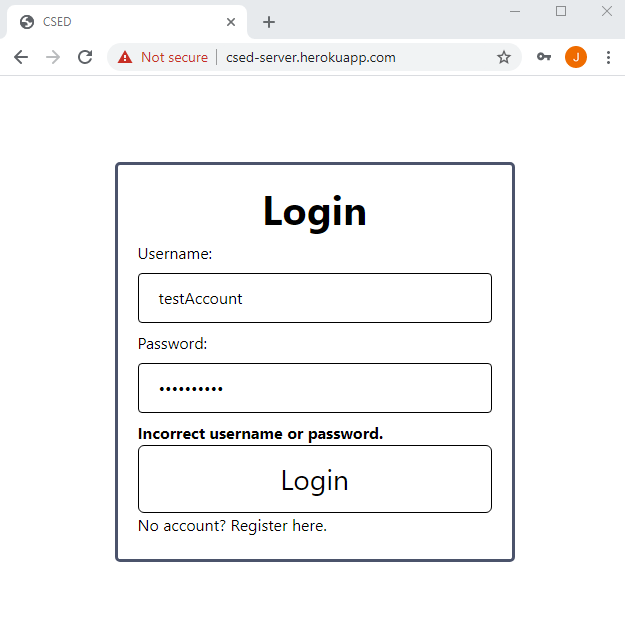 CSED
Not secure | csed-server.herokuapp.com
J
Login
Username:
testAccount
Password:
••••••••••
Incorrect username or password.
Login
No account? Register here.